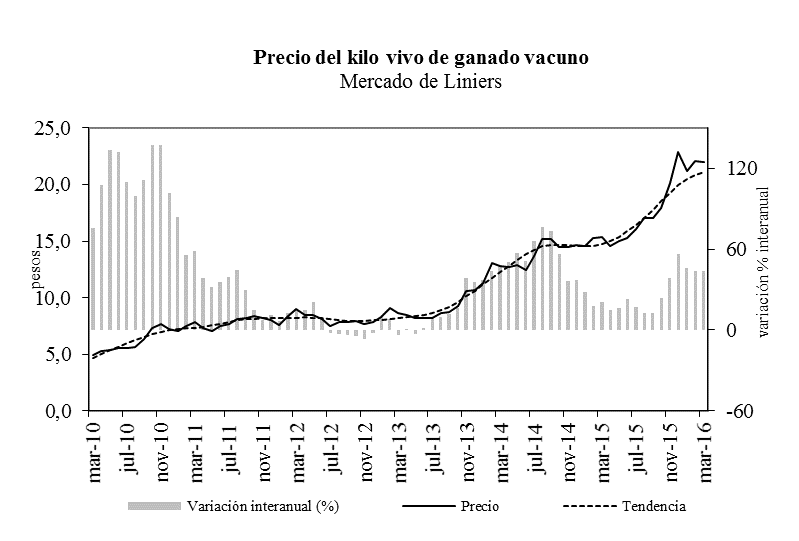 Precio del kilo vivo de ganado vacuno
Mercado de Liniers
25,0
20,0
15,0
10,0
5,0
0,0
pesos
120
60
0
-60
variación % interanual
mar-10
jul-10
nov-10
mar-11
jul-11
nov-11
mar-12
jul-12
nov-12
mar-13
jul-13
nov-13
mar-14
jul-14
nov-14
mar-15
jul-15
nov-15
mar-16
Variación interanual (%)
Precio
Tendencia